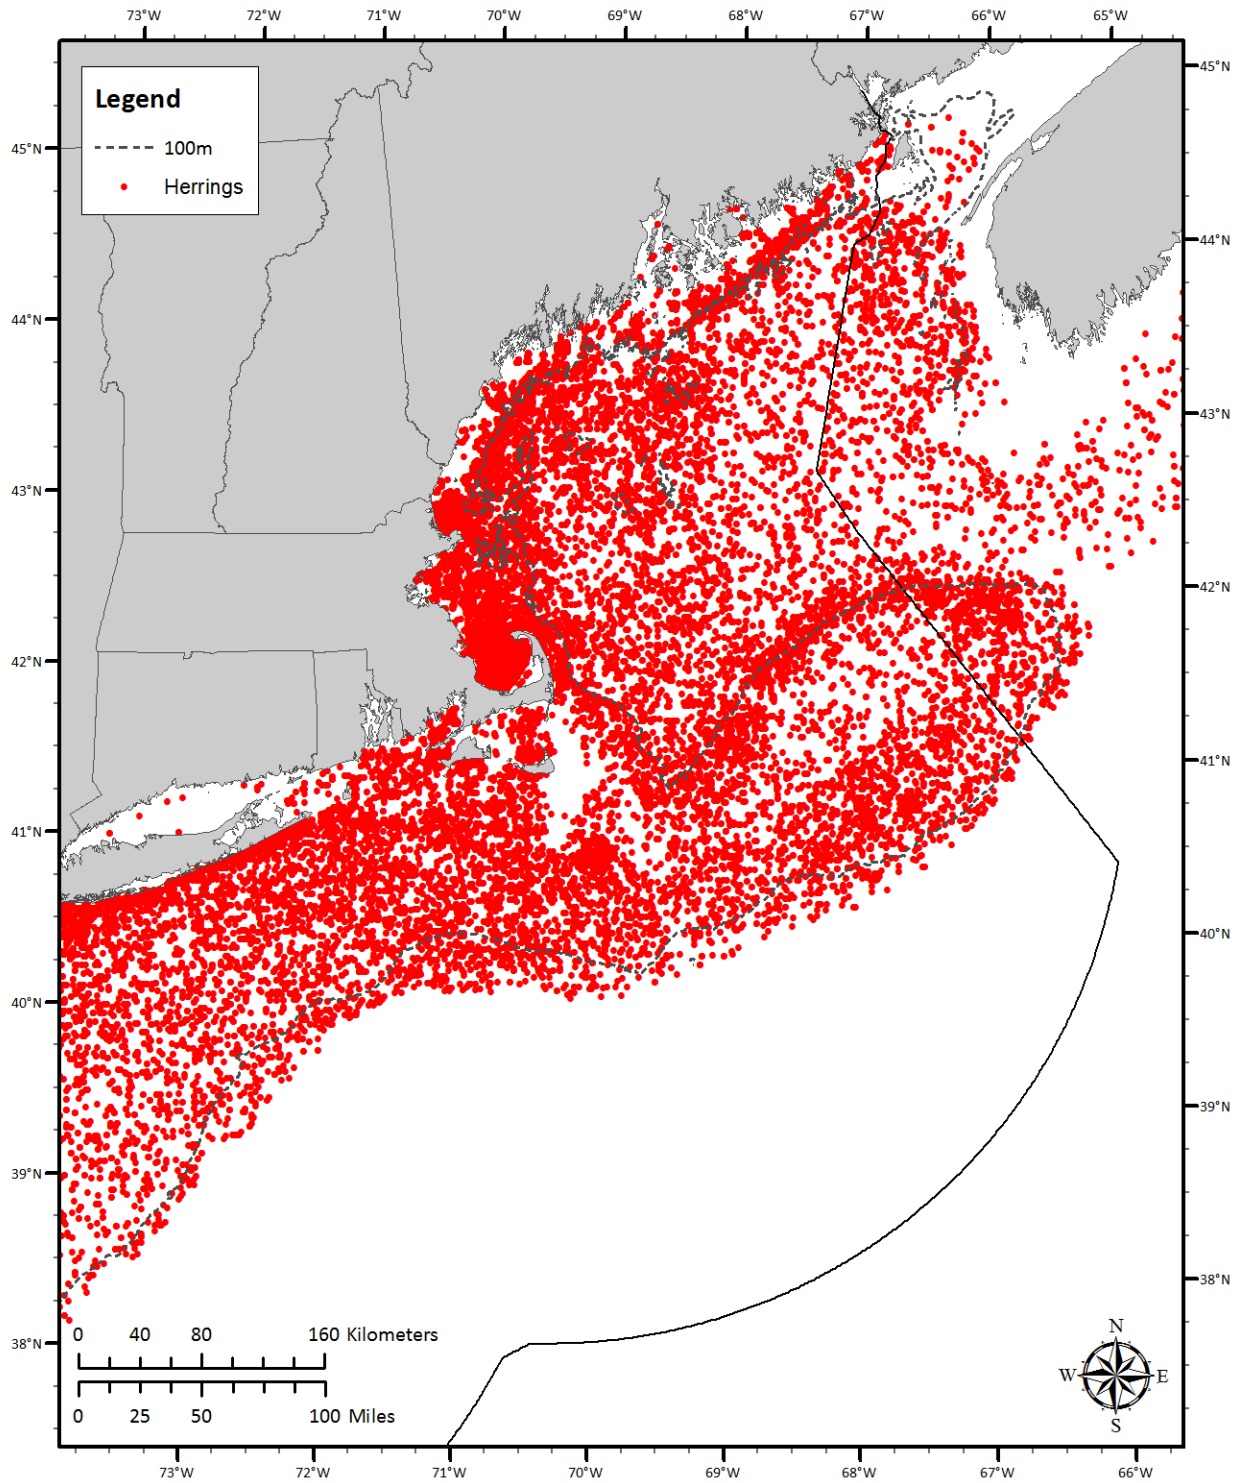 73°W 72°W 71°W 70°W 69°W 68°W 67°W 66°W 65°W
Legend
100m
Herrings
45°N
44°N
43°N
42°N
41°N
40°N
39°N
38°N
45°N
44°N
43°N
42°N
41°N
40°N
39°N
38°N
0 40 80 160 Kilometers
0 25 50 100 Miles
N
W E
S
73°W 72°W 71°W 70°W 69°W 68°W 67°W 66°W